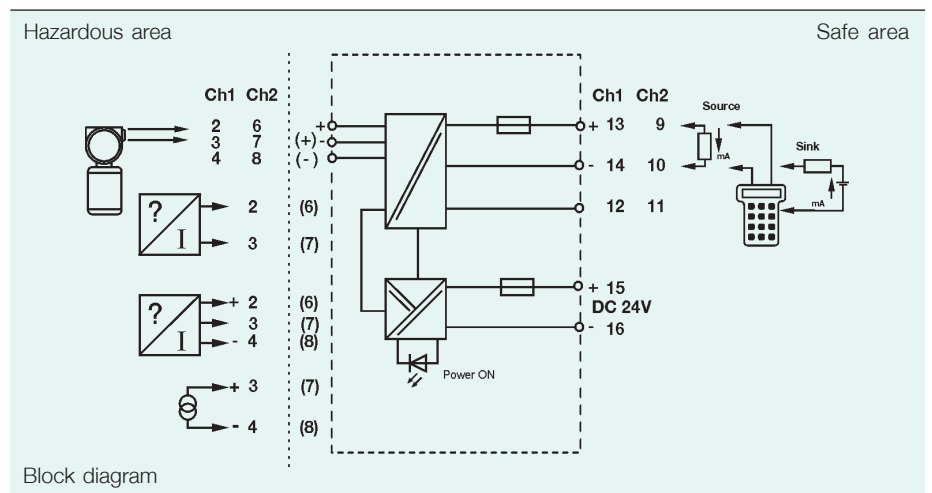 Hazardous area
Safe area
Ch1 Ch2
2 6
3 7
4 8
+
(+) -
(-)
Ch1 Ch2
+ 13 9
- 14 10
12 11
Source
mA
Sink
mA
?
I
2 (6)
3 (7)
?
I
+ 2 (6)
3 (7)
- 4 (8)
+ 3 (7)
- 4 (8)
+ 15
DC 24V
- 16
Power ON
Block diagram